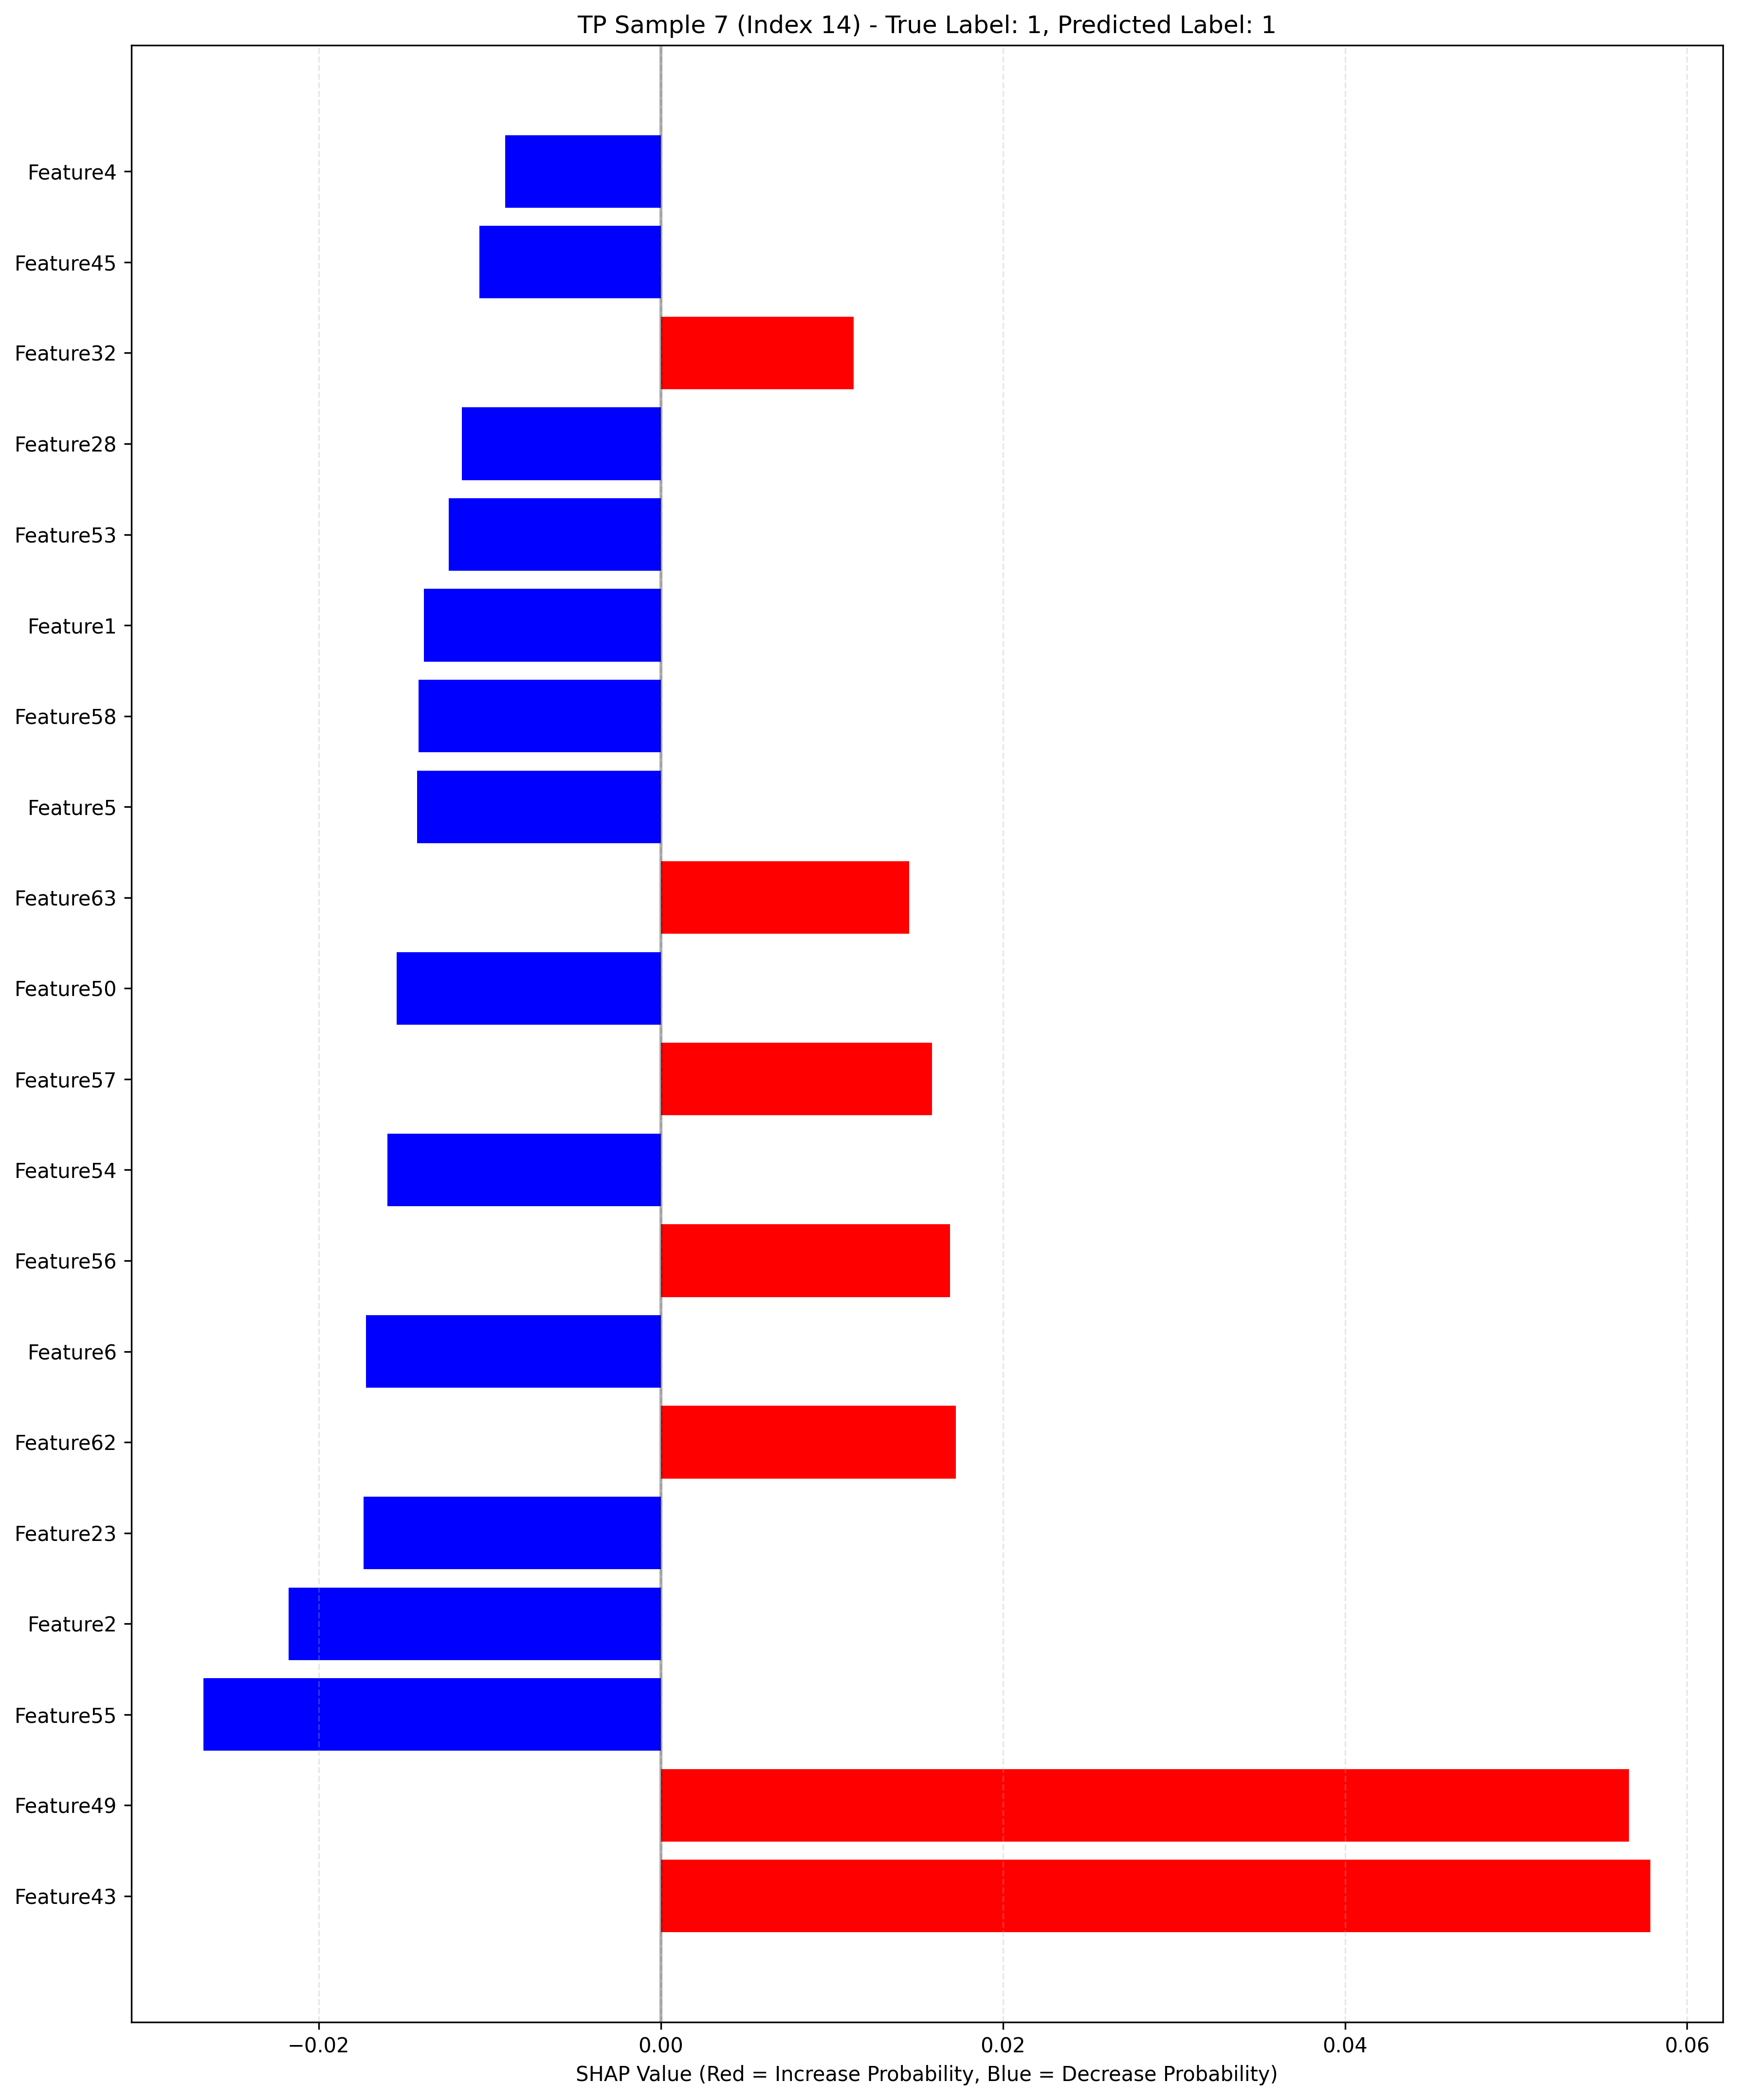 TP Sample 7 (Index 14) - True Label: 1, Predicted Label: 1
Feature4
Feature45
Feature32
Feature28
Feature53
Feature1
Feature58
Feature5
Feature63
Feature50
Feature57
Feature54
Feature56
Feature6
Feature62
Feature23
Feature2
Feature55
Feature49
Feature43
−0.02 0.00 0.02 0.04 0.06
SHAP Value (Red = Increase Probability, Blue = Decrease Probability)